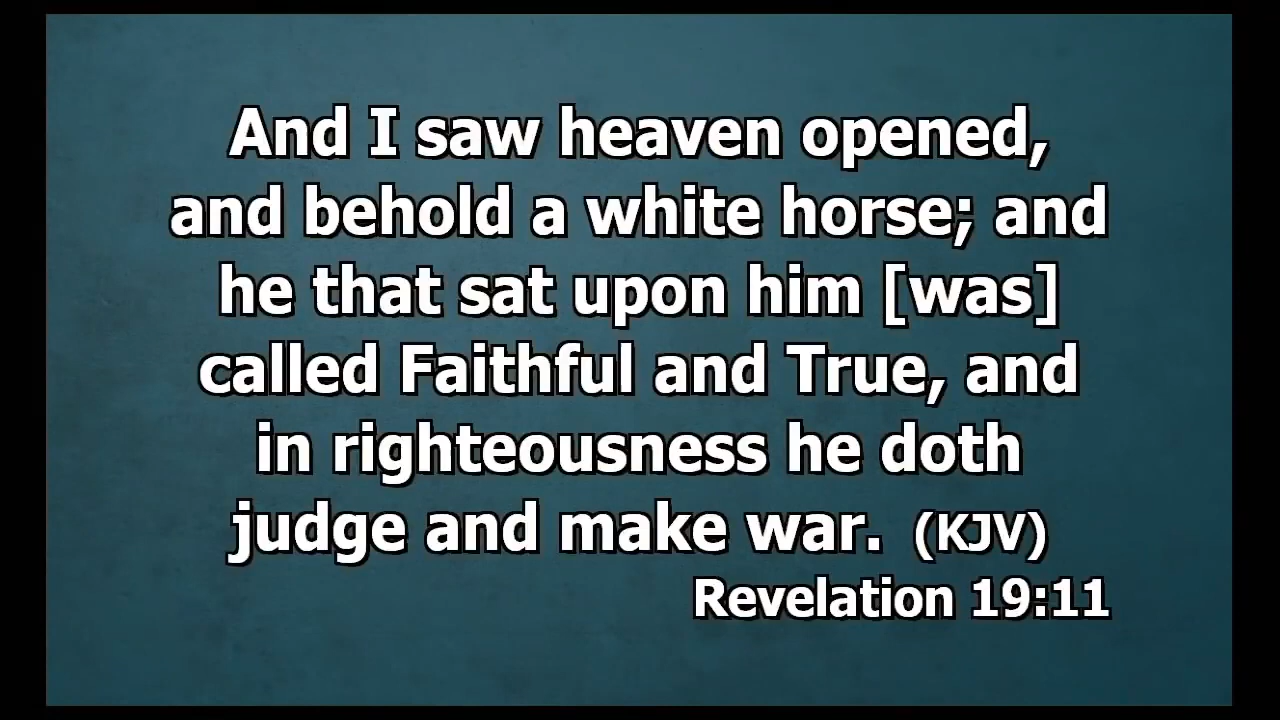 And I saw heaven opened,
and behold a white horse; and
he that sat upon him [was]
called Faithful and True, and
in righteousness he doth
judge and make war. (KJV)
Revelation 19:11